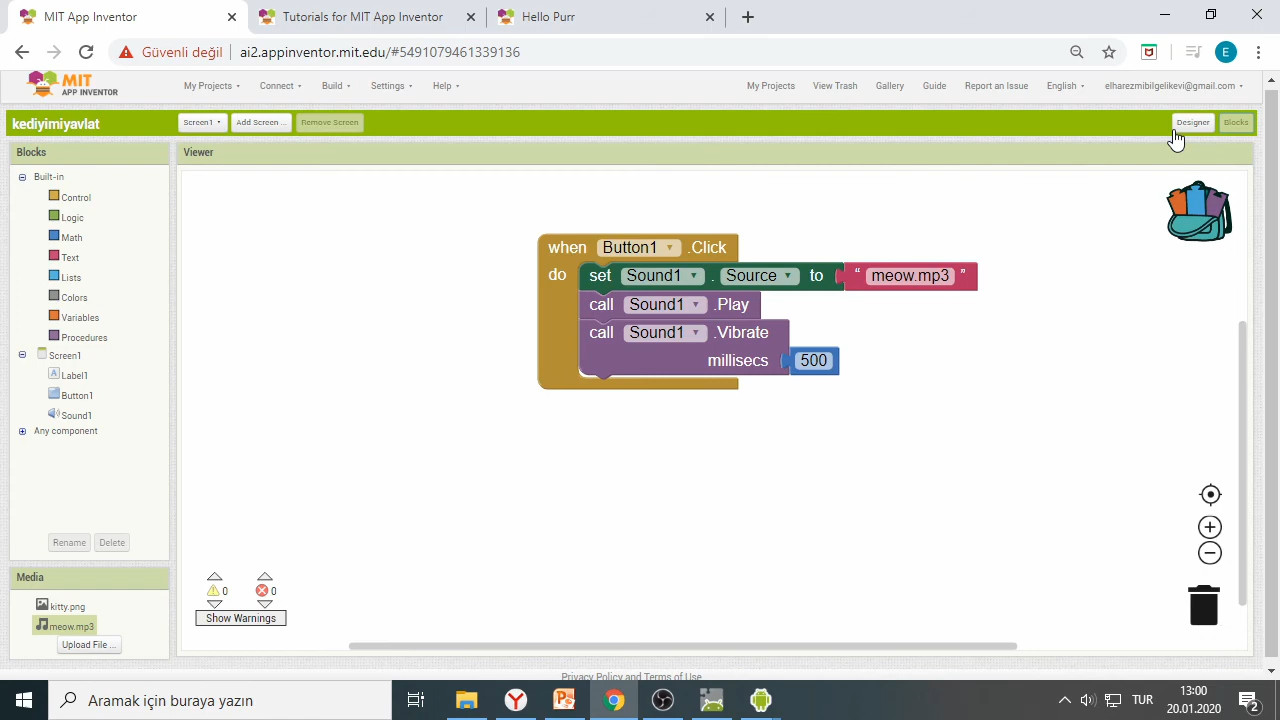 MIT App Inventor
Tutorials for MIT App Inventor
Hello Purr
Güvenli değil
ai2.appinventor.mit.edu/#5491079461339136
E
MIT
APP INVENTOR
My Projects
Connect
Build
Settings
Help
My Projects
View Trash
Gallery
Guide
Report an Issue
English
elharezmibilgelikevi@gmail.com
kediyimiyavlat
Screen1
Add Screen ...
Remove Screen
Designer
Blocks
Blocks
Viewer
Built-in
Control
Logic
Math
Text
Lists
Colors
Variables
Procedures
Screen1
A Label1
Button1
Sound1
Any component
Rename
Delete
Media
kitty.png
meow.mp3
Upload File ...
when Button1 .Click
do set Sound1 . Source to “ meow.mp3 ”
call Sound1 .Play
call Sound1 .Vibrate
millisecs 500
0
0
Show Warnings
Privacy Policy and Terms of Use
Aramak için buraya yazın
TUR
13:00
20.01.2020
2